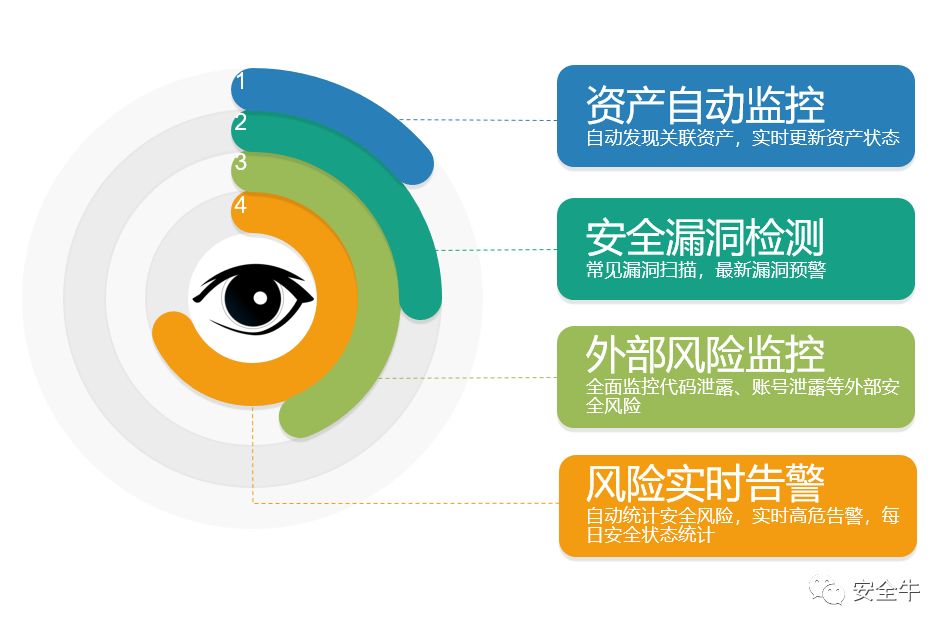 1
2
3
4
资产自动监控
自动发现关联资产，实时更新资产状态
安全漏洞检测
常见漏洞扫描，最新漏洞预警
外部风险监控
全面监控代码泄露、账号泄露等外部安
全风险
风险实时告警
自动统计安全风险，实时高危告警，每
日安全状态统计
安全牛